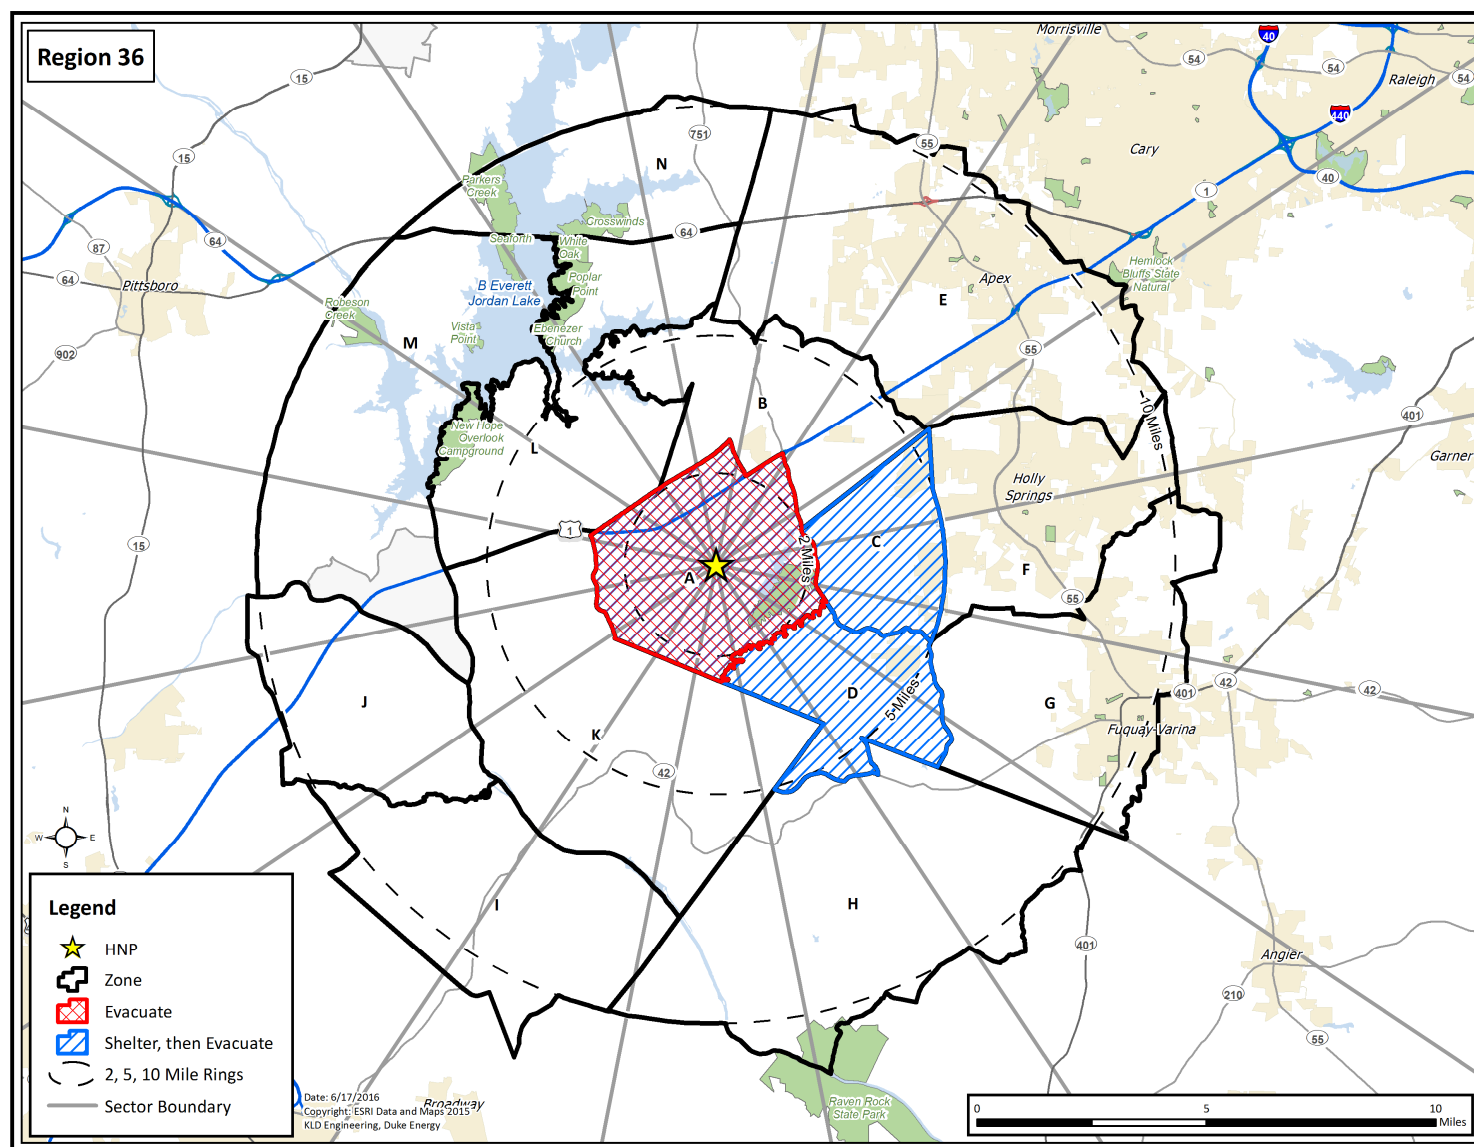 Region 36
Morrisville
40
54
54
54
Raleigh
440
15
751
55
Cary
15
N
40
Parkers
Creek
1
Crosswinds
64
64
Seaforth
White
Oak
87
64
Pittsboro
B Everett
Jordan Lake
Poplar
Point
Apex
Hemlock
Bluffs State
Natural
E
Robeson
Creek
Vista
Point
Ebenezer
Church
M
902
55
B
10 Miles
401
New Hope
Overlook
Campground
L
Garner
Holly
Springs
1
15
C
2 Miles
A
F
55
J
D
5 Miles
G
401
42
42
K
Fuquay-Varina
42
N
W
E
S
I
H
401
Angier
210
55
Legend
HNP
Zone
Evacuate
Shelter, then Evacuate
2, 5, 10 Mile Rings
Sector Boundary
Date: 6/17/2016
Copyright: ESRI Data and Maps 2015
KLD Engineering, Duke Energy
Broadway
Raven Rock
State Park
0
5
10
Miles